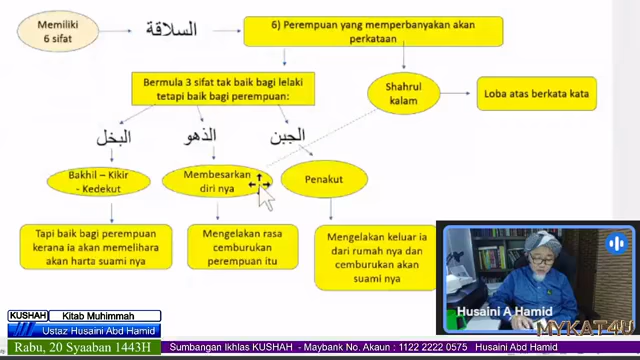 Memiliki
6 sifat
السلاقة
6) Perempuan yang memperbanyakan akan
perkataan
Bermula 3 sifat tak baik bagi lelaki
tetapi baik bagi perempuan:
Shahrul
kalam
Loba atas berkata kata
البخل
الذهو
الجبن
Bakhil – Kikir
- Kedekut
Membesarkan
diri nya
Penakut
Tapi baik bagi perempuan
kerana ia akan memelihara
akan harta suami nya
Mengelakan rasa
cemburukan
perempuan itu
Mengelakan keluar ia
dari rumah nya dan
cemburukan akan
suami nya
Husaini A Hamid
MYKAT4U
KUSHAH
Kitab Muhimmah
Ustaz Husaini Abd Hamid
Rabu, 20 Syaaban 1443H
Sumbangan Ikhlas KUSHAH - Maybank No. Akaun : 1122 2222 0575 Husaini Abd Hamid